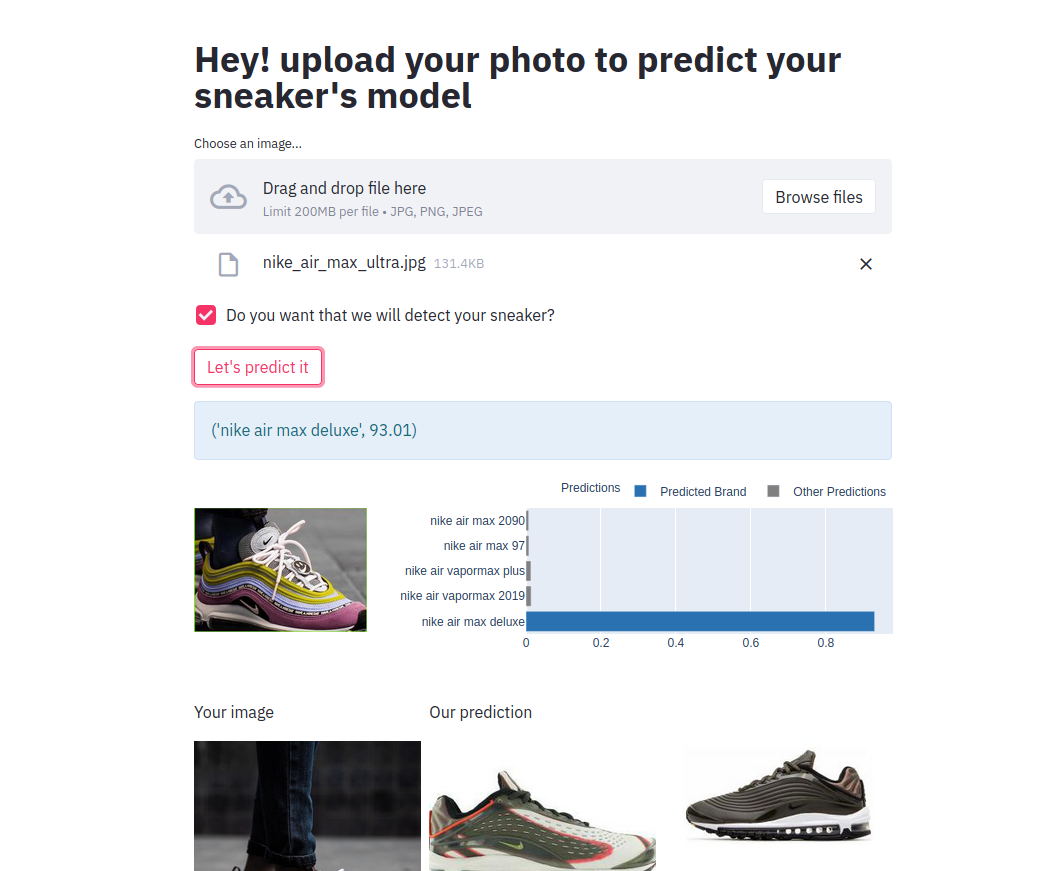 Hey! upload your photo to predict your
sneaker's model
Choose an image...
Drag and drop file here
Limit 200MB per file • JPG, PNG, JPEG
Browse files
nike_air_max_ultra.jpg 131.4KB
Do you want that we will detect your sneaker?
Let's predict it
('nike air max deluxe', 93.01)
Predictions Predicted Brand Other Predictions
nike air max 2090
nike air max 97
nike air vapormax plus
nike air vapormax 2019
nike air max deluxe
0 0.2 0.4 0.6 0.8
Your image Our prediction